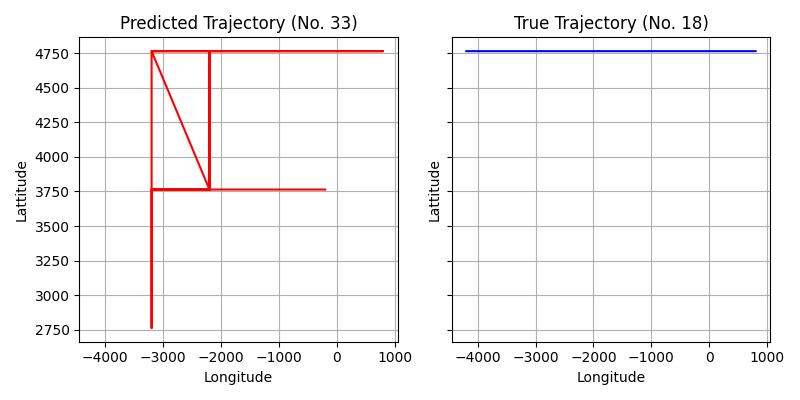 Predicted Trajectory (No. 33)
True Trajectory (No. 18)
4750
4500
4250
4000
3750
3500
3250
3000
2750
Lattitude
Lattitude
−4000 −3000 −2000 −1000 0 1000
−4000 −3000 −2000 −1000 0 1000
Longitude
Longitude